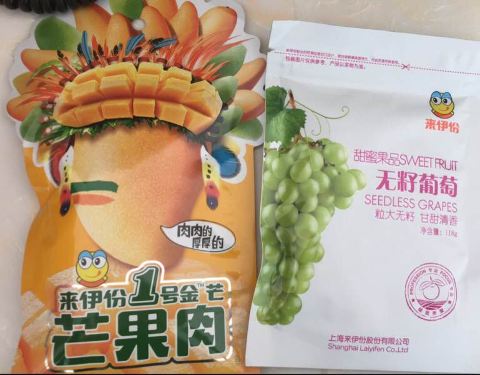 肉肉的
厚厚的
来伊份1号金芒
芒果肉
来伊份
甜蜜果品SWEET FRUIT
无籽葡萄
SEEDLESS GRAPES
粒大无籽 甘甜清香
净含量: 118g
上海来伊份股份有限公司
Shanghai Laiyifen Co.,Ltd